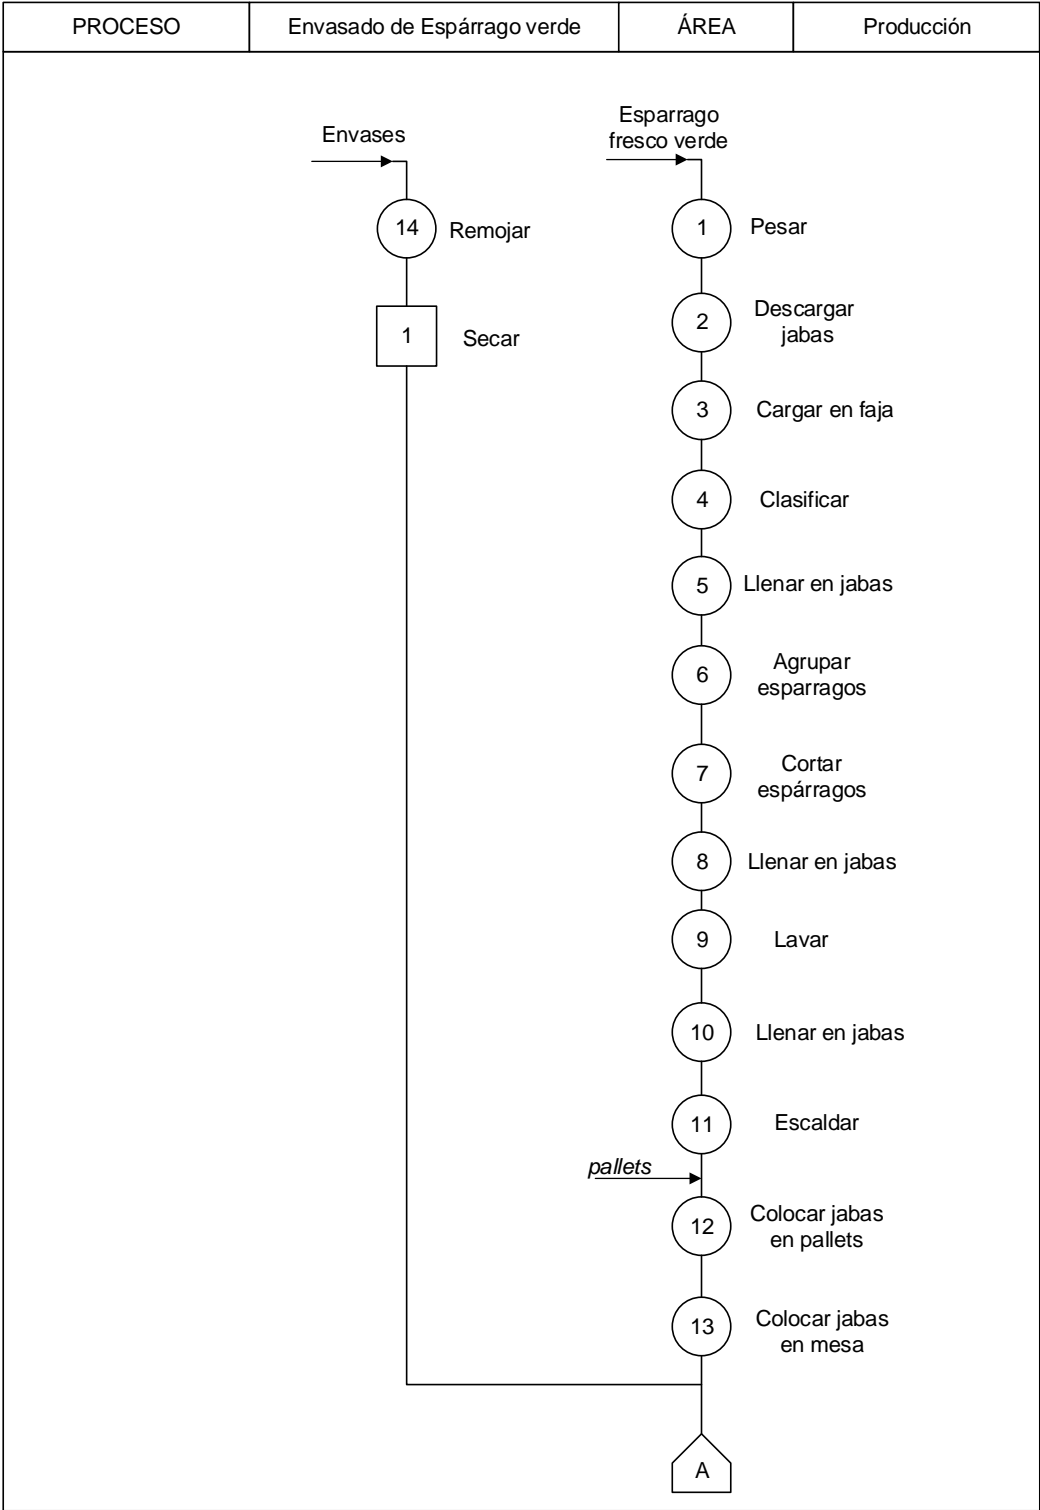 PROCESO
Envasado de Espárrago verde
ÁREA
Producción
Envases
Esparrago
fresco verde
14
Remojar
1
Pesar
2
Descargar
jabas
1
Secar
3
Cargar en faja
4
Clasificar
5
Llenar en jabas
6
Agrupar
esparragos
7
Cortar
espárragos
8
Llenar en jabas
9
Lavar
10
Llenar en jabas
11
Escaldar
pallets
12
Colocar jabas
en pallets
13
Colocar jabas
en mesa
A